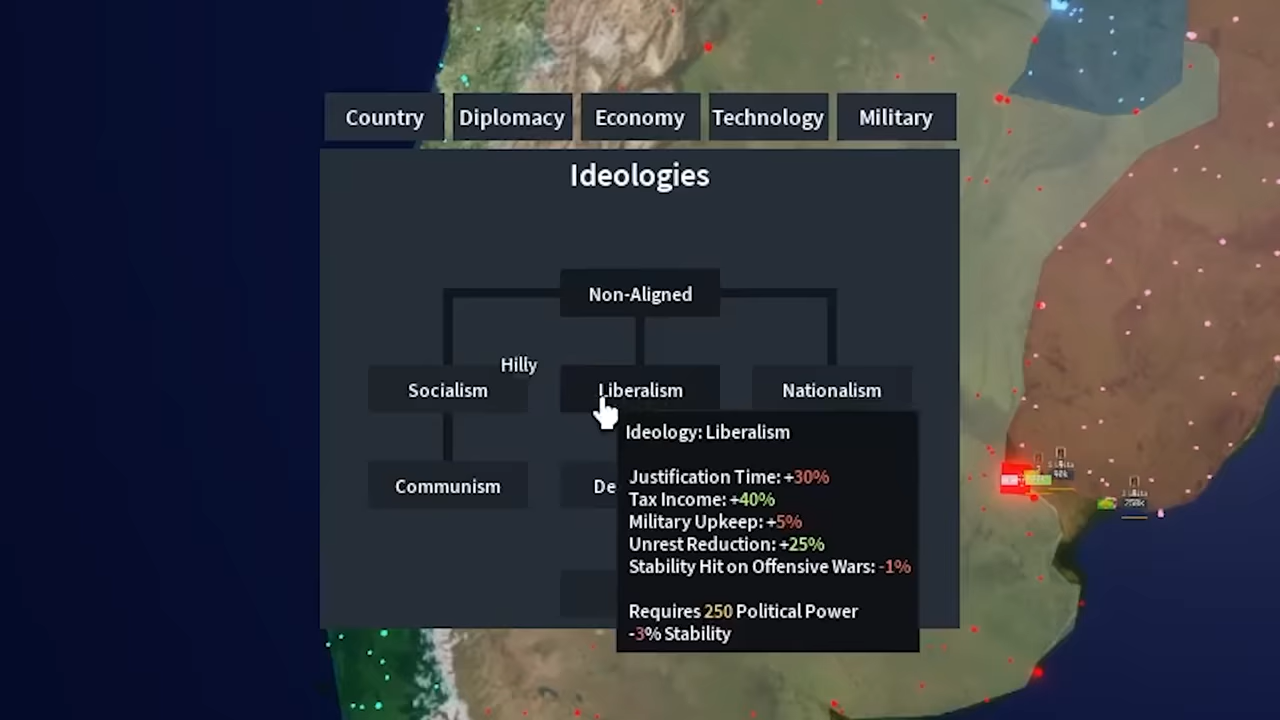 Country
Diplomacy
Economy
Technology
Military
Ideologies
Non-Aligned
Hilly
Socialism
Liberalism
Nationalism
Ideology: Liberalism
Justification Time: +30%
Tax Income: +40%
Communism
De
Military Upkeep: +5%
Unrest Reduction: +25%
Stability Hit on Offensive Wars: -1%
Requires 250 Political Power
-3% Stability